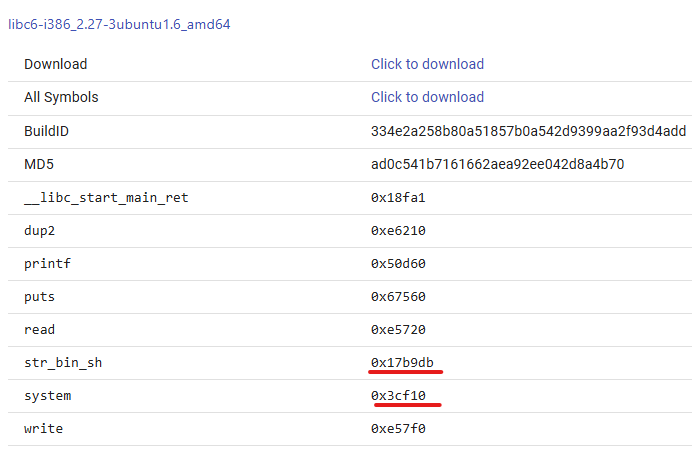 libc6-i386_2.27-3ubuntu1.6_amd64
Download Click to download
All Symbols Click to download
BuildID 334e2a258b80a51857b0a542d9399aa2f93d4add
MD5 ad0c541b7161662aea92ee042d8a4b70
__libc_start_main_ret 0x18fa1
dup2 0xe6210
printf 0x50d60
puts 0x67560
read 0xe5720
str_bin_sh 0x17b9db
system 0x3cf10
write 0xe57f0